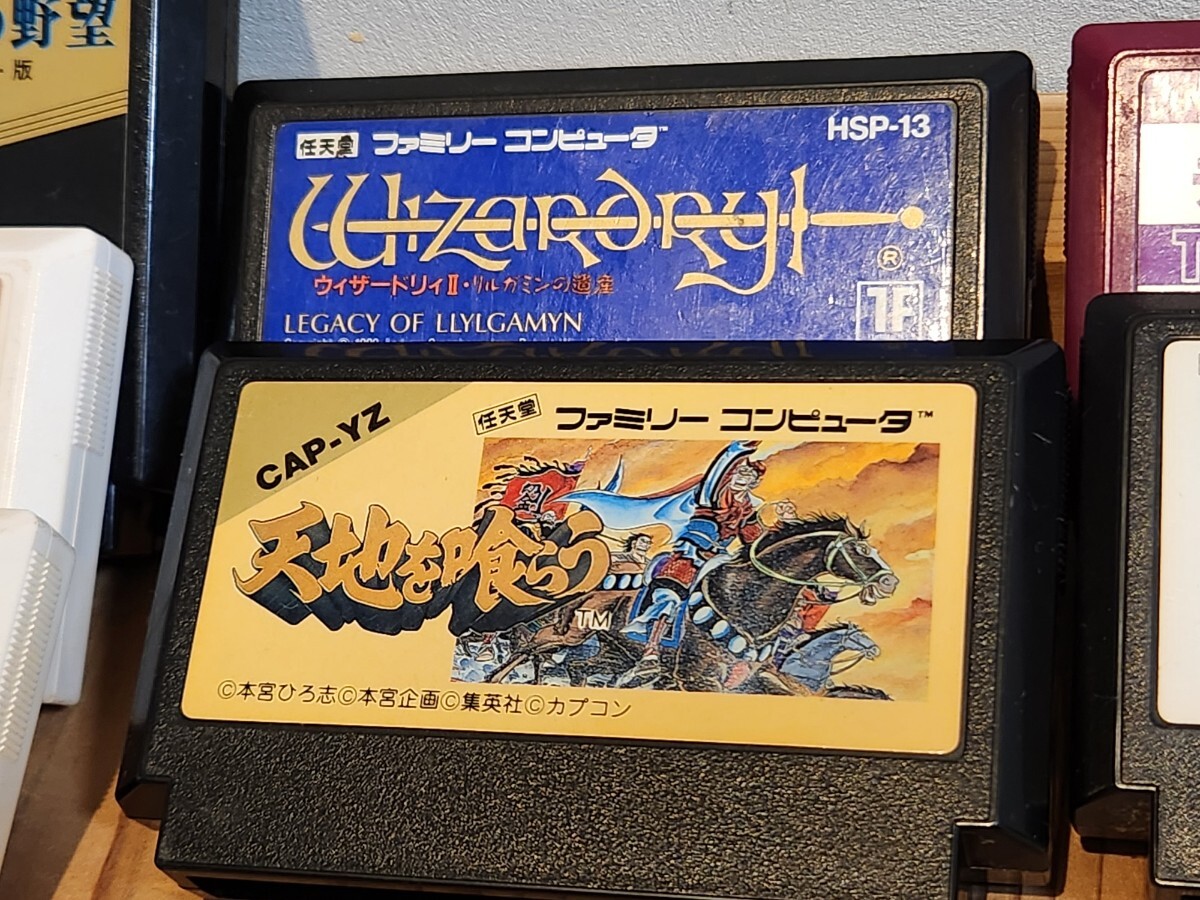 野望
版
任天堂 ファミリーコンピュータ™
HSP-13
Wizardry
®
ウィザードリィII・リルガミンの遺産
LEGACY OF LLYLGAMYN
CAP-YZ
任天堂 ファミリーコンピュータ™
天地を喰らう
TM
©本宮ひろ志©本宮企画©集英社©カプコン